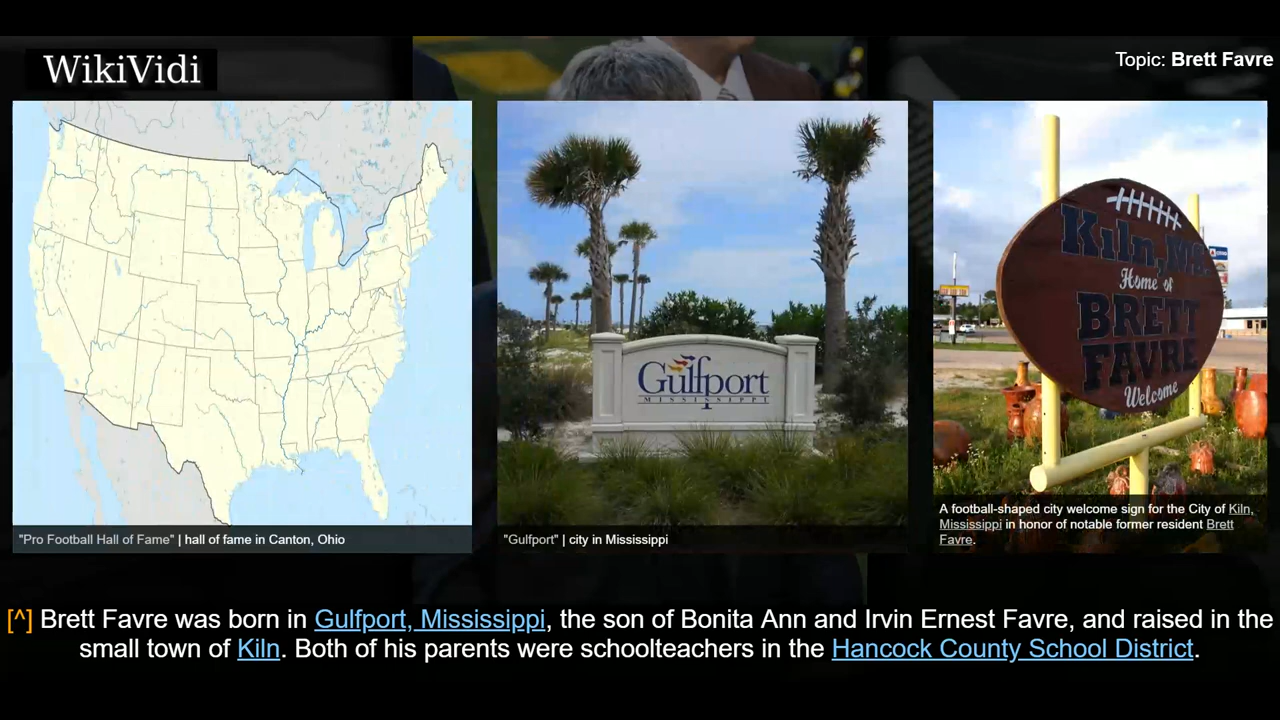 WikiVidi
Topic: Brett Favre
Gulfport
MISSISSIPPI
Kiln, MS
Home of
BRETT
FAVRE
Welcome
"Pro Football Hall of Fame" | hall of fame in Canton, Ohio
"Gulfport" | city in Mississippi
A football-shaped city welcome sign for the City of Kiln,
Mississippi in honor of notable former resident Brett
Favre.
[^] Brett Favre was born in Gulfport, Mississippi, the son of Bonita Ann and Irvin Ernest Favre, and raised in the
small town of Kiln. Both of his parents were schoolteachers in the Hancock County School District.